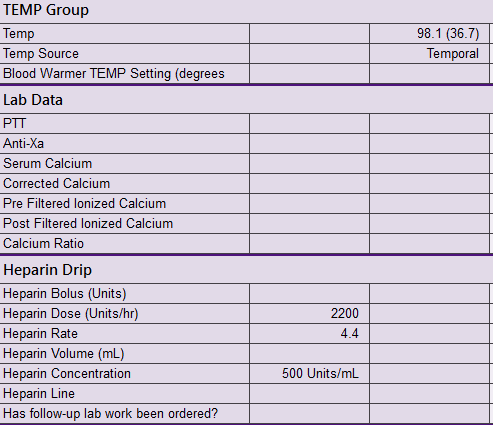 TEMP Group
Temp 98.1 (36.7)
Temp Source Temporal
Blood Warmer TEMP Setting (degrees
Lab Data
PTT
Anti-Xa
Serum Calcium
Corrected Calcium
Pre Filtered Ionized Calcium
Post Filtered Ionized Calcium
Calcium Ratio
Heparin Drip
Heparin Bolus (Units)
Heparin Dose (Units/hr) 2200
Heparin Rate 4.4
Heparin Volume (mL)
Heparin Concentration 500 Units/mL
Heparin Line
Has follow-up lab work been ordered?